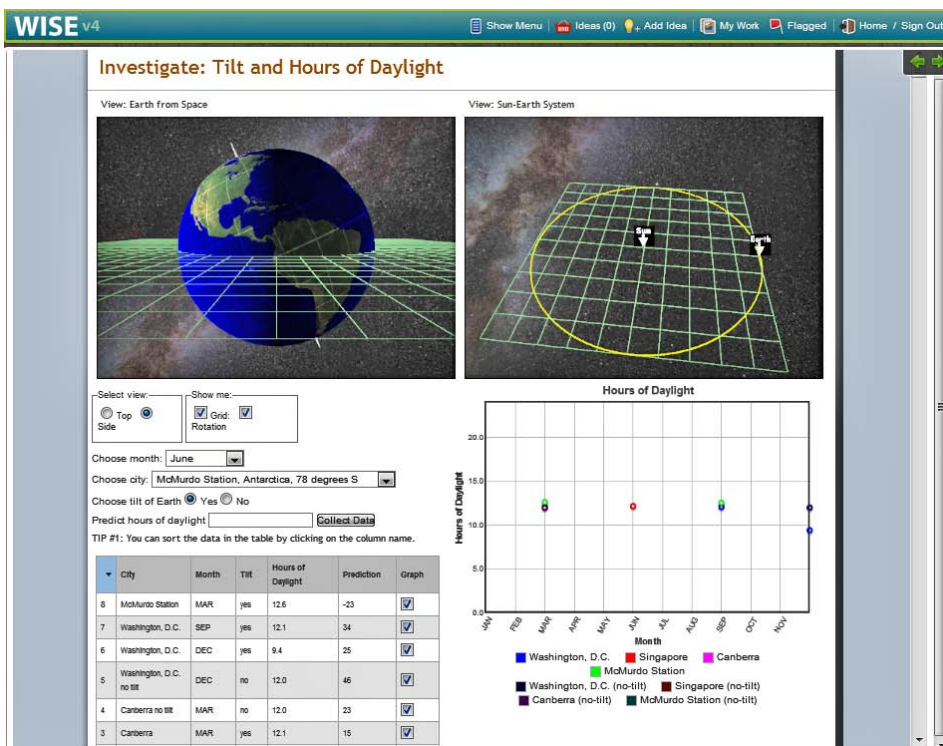 WISE v4
Show Menu | Ideas (0) Add Idea | My Work Flagged | Home / Sign Out
Investigate: Tilt and Hours of Daylight
View: Earth from Space
View: Sun-Earth System
Sun
Earth
Select view:
Top
Side
Show me:
Grid:
Rotation
Choose month: June
Choose city: McMurdo Station, Antarctica, 78 degrees S
Choose tilt of Earth Yes No
Predict hours of daylight Collect Data
TIP #1: You can sort the data in the table by clicking on the column name.
City Month Tilt Hours of Daylight Prediction Graph
8 McMurdo Station MAR yes 12.6 -23
7 Washington, D.C. SEP yes 12.1 34
6 Washington, D.C. DEC yes 9.4 25
5 Washington, D.C. no tilt DEC no 12.0 46
4 Canberra no tilt MAR no 12.0 23
3 Canberra MAR yes 12.1 15
Hours of Daylight
Hours of Daylight
20.0
15.0
10.0
5.0
0.0
JAN FEB MAR APR MAY JUN JUL AUG SEP OCT NOV
Month
Washington, D.C. Singapore Canberra
McMurdo Station
Washington, D.C. (no-tilt) Singapore (no-tilt)
Canberra (no-tilt) McMurdo Station (no-tilt)